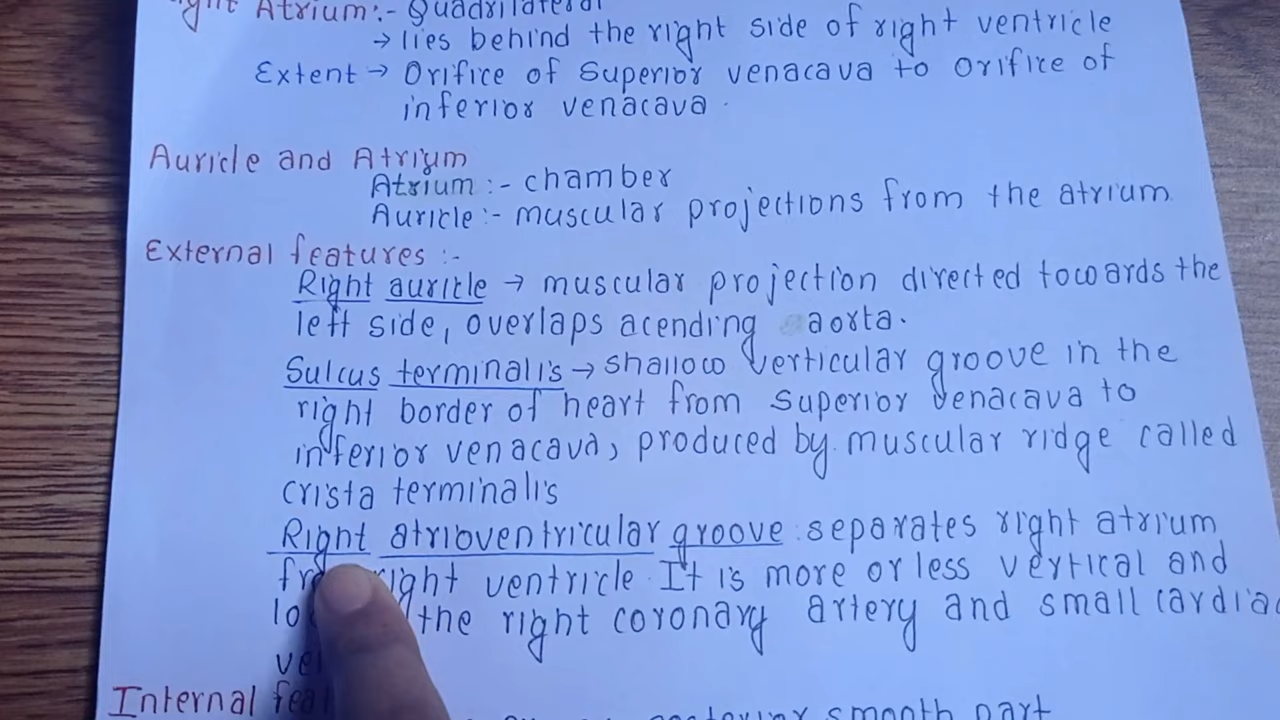 Atrium:- Quadrilateral
→ lies behind the right side of right ventricle
Extent → Orifice of Superior venacava to orifice of
inferior venacava.
Auricle and Atrium
Atrium :- chamber
Auricle :- muscular projections from the atrium
External features :-
Right auricle → muscular projection directed towards the
left side, overlaps acending aorta.
Sulcus terminalis → shallow verticular groove in the
right border of heart from superior venacava to
inferior venacava, produced by muscular ridge called
crista terminalis
Right atrioventricular groove : separates right atrium
right ventricle. It is more or less vertical and
the right coronary artery and small cardiac
Internal
smooth part